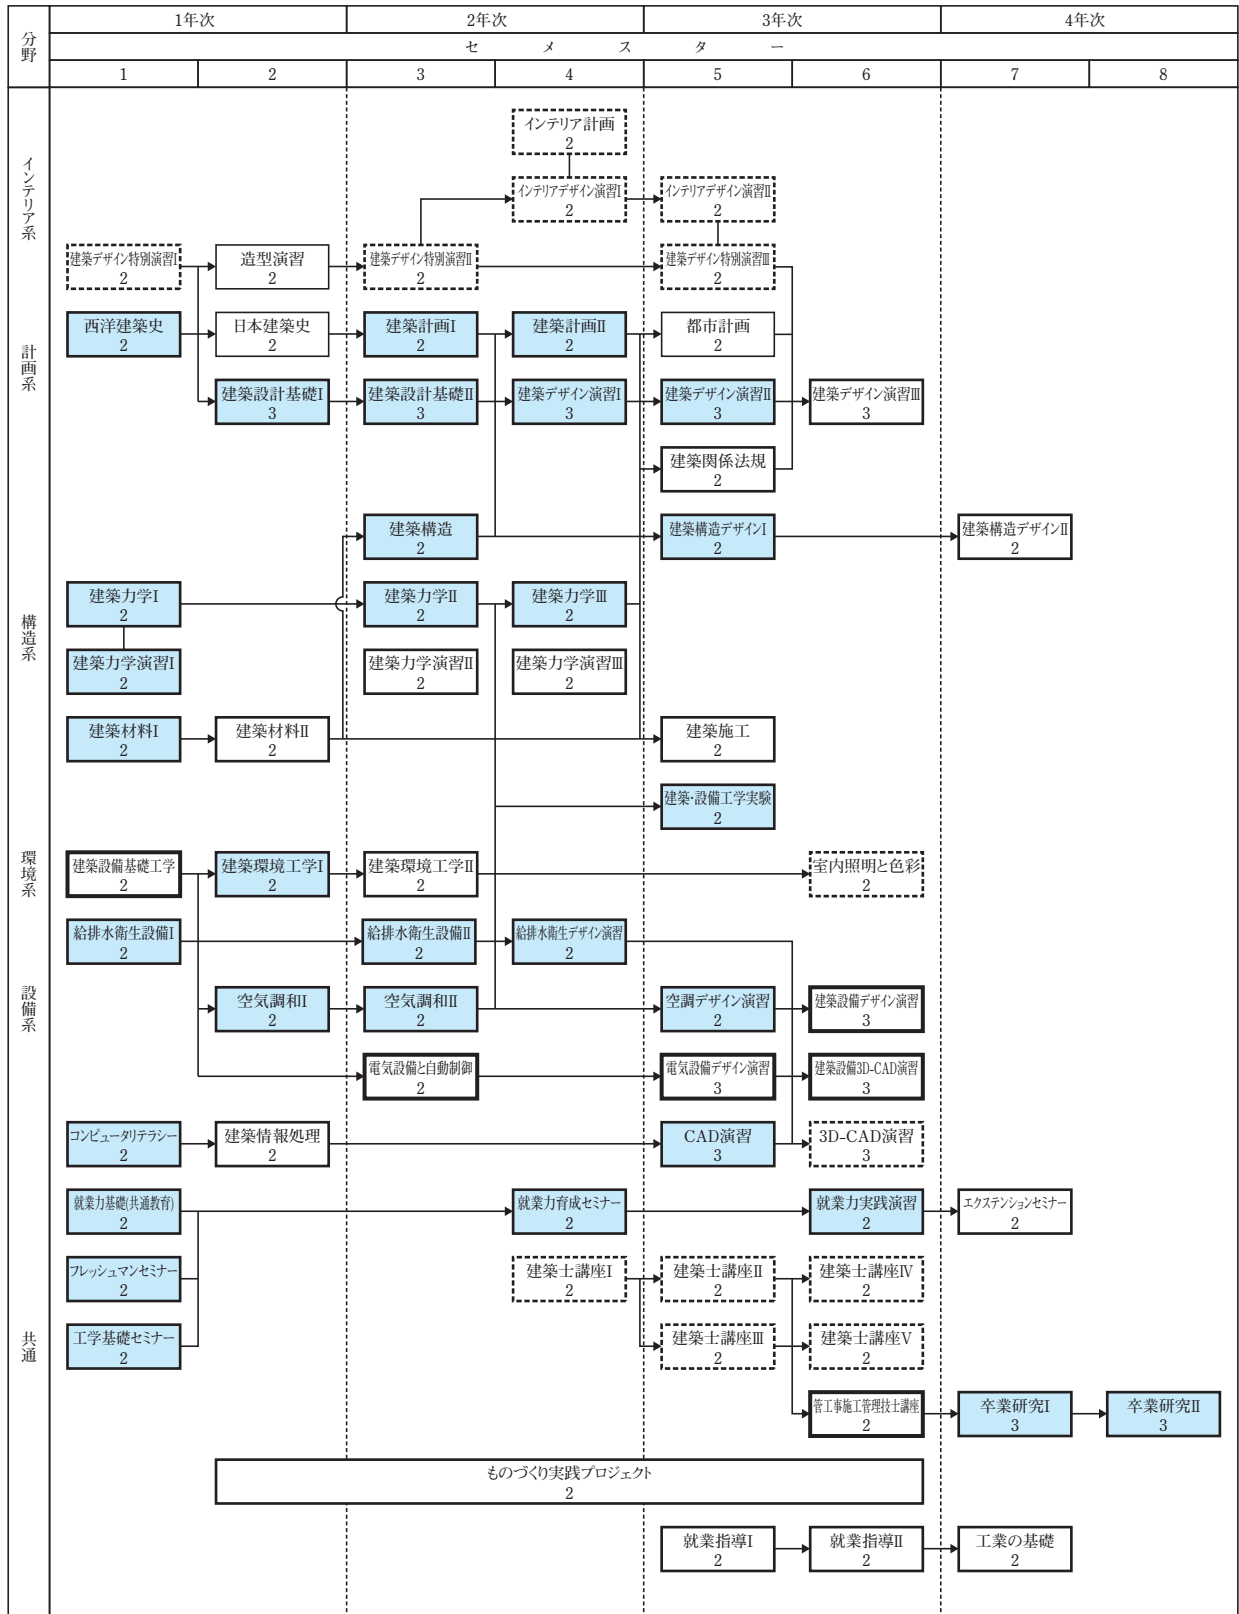 分野
1年次
2年次
3年次
4年次
セメスター
1
2
3
4
5
6
7
8
インテリア系
インテリア計画
2
インテリアデザイン演習Ⅰ
2
インテリアデザイン演習Ⅱ
2
建築デザイン特別演習Ⅰ
2
造型演習
2
建築デザイン特別演習Ⅱ
2
建築デザイン特別演習Ⅲ
2
計画系
西洋建築史
2
日本建築史
2
建築計画Ⅰ
2
建築計画Ⅱ
2
都市計画
2
建築設計基礎Ⅰ
3
建築設計基礎Ⅱ
3
建築デザイン演習Ⅰ
3
建築デザイン演習Ⅱ
3
建築デザイン演習Ⅲ
3
建築関係法規
2
構造系
建築構造
2
建築構造デザインⅠ
2
建築構造デザインⅡ
2
建築力学Ⅰ
2
建築力学Ⅱ
2
建築力学Ⅲ
2
建築力学演習Ⅰ
2
建築力学演習Ⅱ
2
建築力学演習Ⅲ
2
建築材料Ⅰ
2
建築材料Ⅱ
2
建築施工
2
建築・設備工学実験
2
環境系
建築設備基礎工学
2
建築環境工学Ⅰ
2
建築環境工学Ⅱ
2
室内照明と色彩
2
設備系
給排水衛生設備Ⅰ
2
給排水衛生設備Ⅱ
2
給排水衛生デザイン演習
2
空気調和Ⅰ
2
空気調和Ⅱ
2
空調デザイン演習
2
建築設備デザイン演習
3
電気設備と自動制御
2
電気設備デザイン演習
3
建築設備3D-CAD演習
3
コンピュータリテラシー
2
建築情報処理
2
CAD演習
3
3D-CAD演習
3
共通
就業力基礎(共通教育)
2
就業力育成セミナー
2
就業力実践演習
2
エクステンションセミナー
2
フレッシュマンセミナー
2
建築士講座Ⅰ
2
建築士講座Ⅱ
2
建築士講座Ⅳ
2
工学基礎セミナー
2
建築士講座Ⅲ
2
建築士講座Ⅴ
2
管工事施工管理技士講座
2
卒業研究Ⅰ
3
卒業研究Ⅱ
3
ものづくり実践プロジェクト
2
就業指導Ⅰ
2
就業指導Ⅱ
2
工業の基礎
2